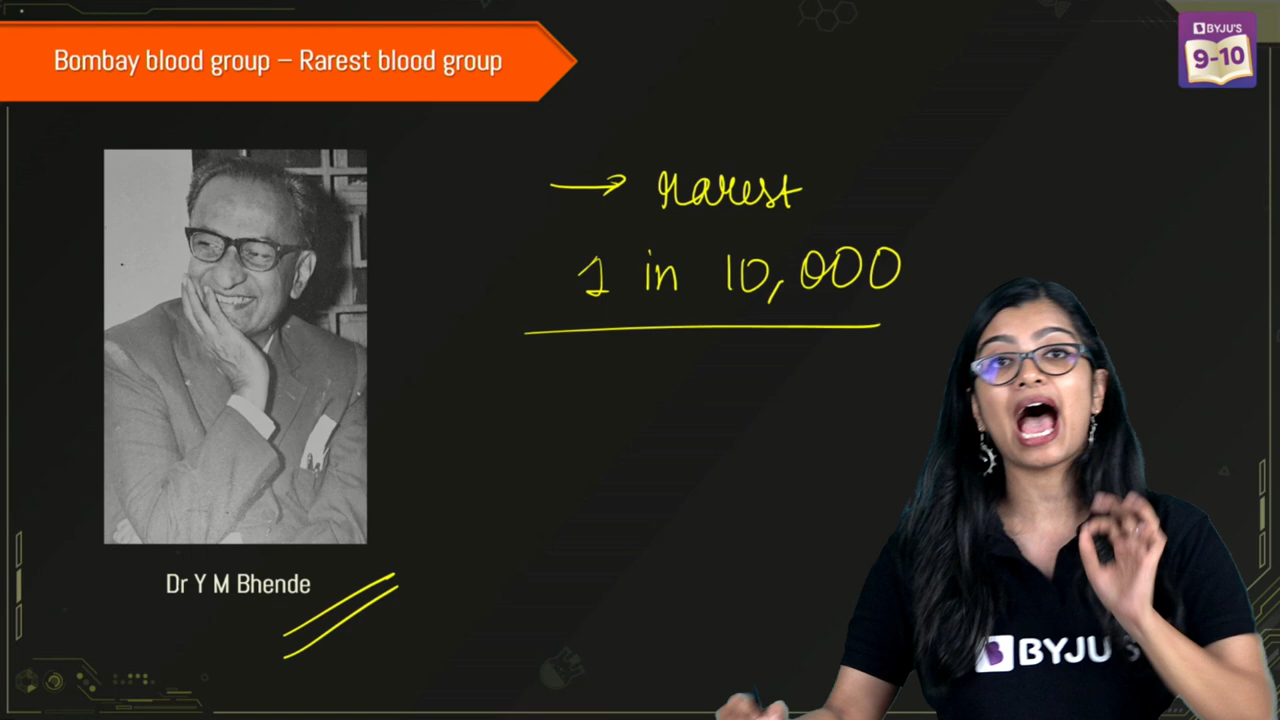 Bombay blood group – Rarest blood group
BYJU'S
9-10
→ rarest
1 in 10,000
Dr Y M Bhende
BYJU'S